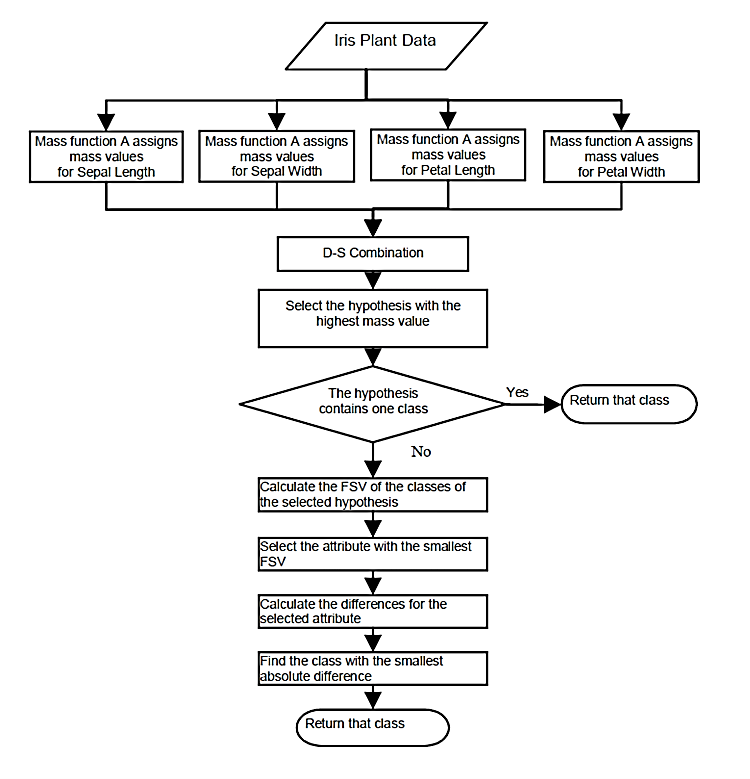 Iris Plant Data
Mass function A assigns
mass values
for Sepal Length
Mass function A assigns
mass values
for Sepal Width
Mass function A assigns
mass values
for Petal Length
Mass function A assigns
mass values
for Petal Width
D-S Combination
Select the hypothesis with the
highest mass value
The hypothesis
contains one class
Yes
Return that class
No
Calculate the FSV of the classes of
the selected hypothesis
Select the attribute with the smallest
FSV
Calculate the differences for the
selected attribute
Find the class with the smallest
absolute difference
Return that class